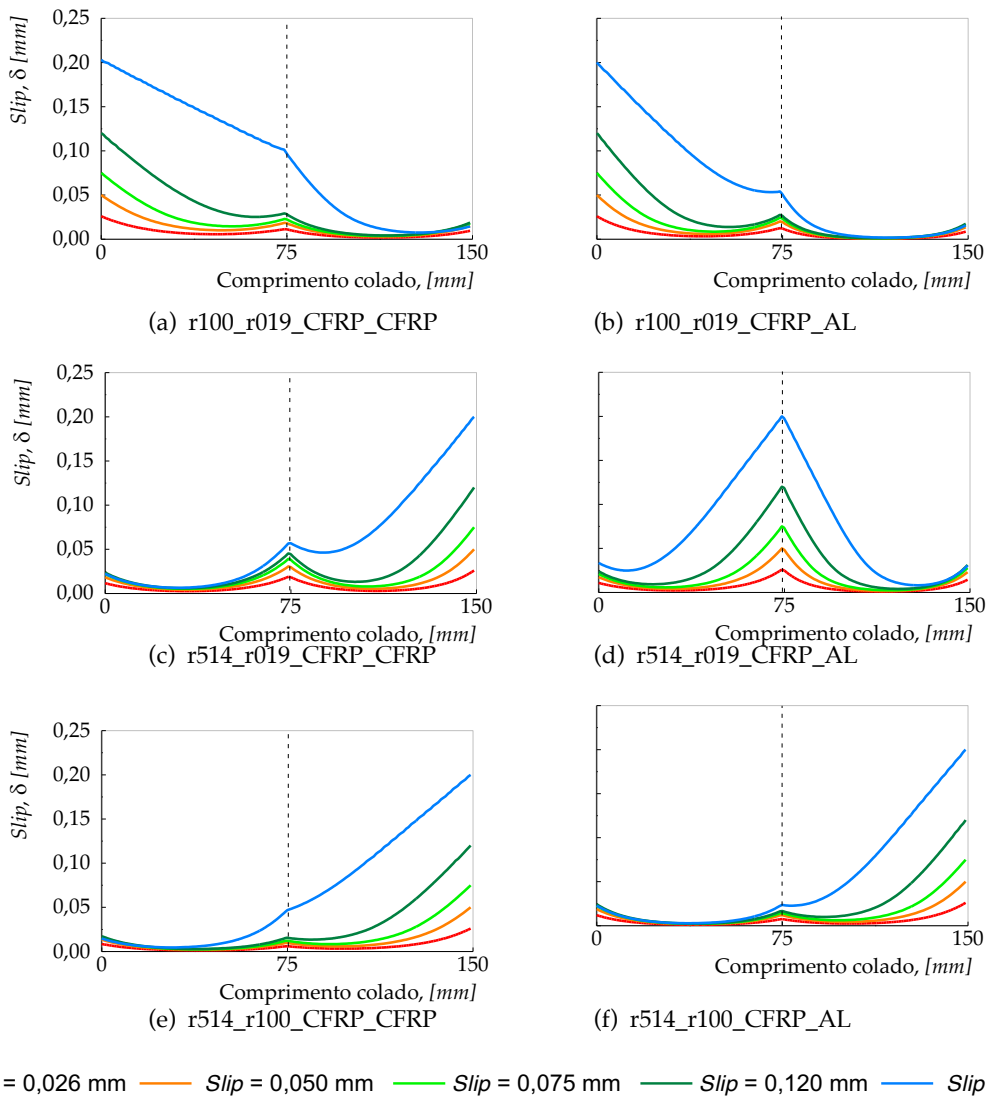 0,25
0,20
0,15
0,10
0,05
0,00
Slip, δ [mm]
0 75 150
Comprimento colado, [mm]
(a) r100_r019_CFRP_CFRP
0 75 150
Comprimento colado, [mm]
(b) r100_r019_CFRP_AL
0,25
0,20
0,15
0,10
0,05
0,00
Slip, δ [mm]
0 75 150
Comprimento colado, [mm]
(c) r514_r019_CFRP_CFRP
0 75 150
Comprimento colado, [mm]
(d) r514_r019_CFRP_AL
0,25
0,20
0,15
0,10
0,05
0,00
Slip, δ [mm]
0 75 150
Comprimento colado, [mm]
(e) r514_r100_CFRP_CFRP
0 75 150
Comprimento colado, [mm]
(f) r514_r100_CFRP_AL
= 0,026 mm Slip = 0,050 mm Slip = 0,075 mm Slip = 0,120 mm Slip